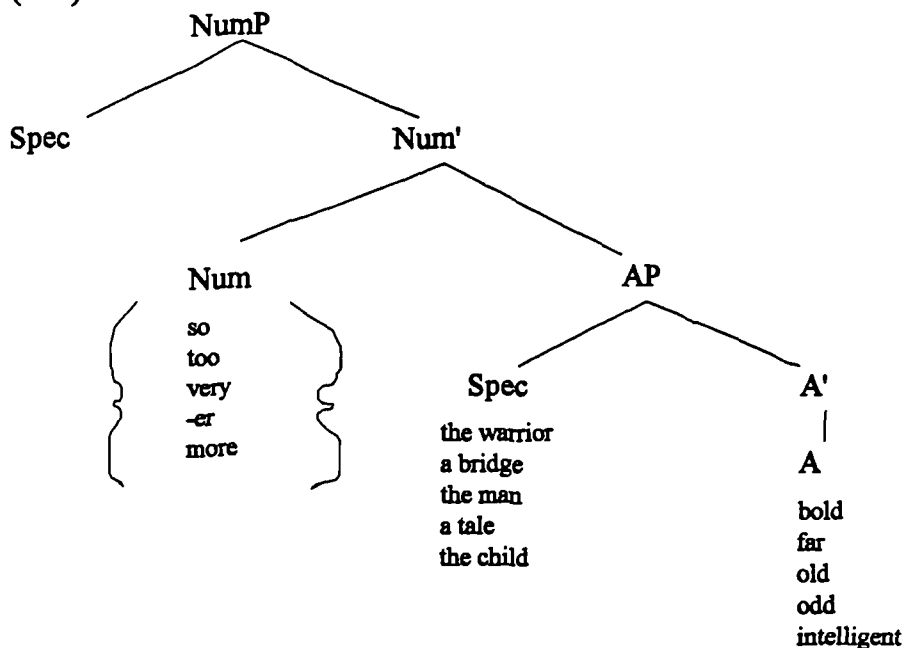 NumP
Spec
Num'
Num
AP
so
too
very
-er
more
Spec
A'
the warrior
a bridge
the man
a tale
the child
A
bold
far
old
odd
intelligent